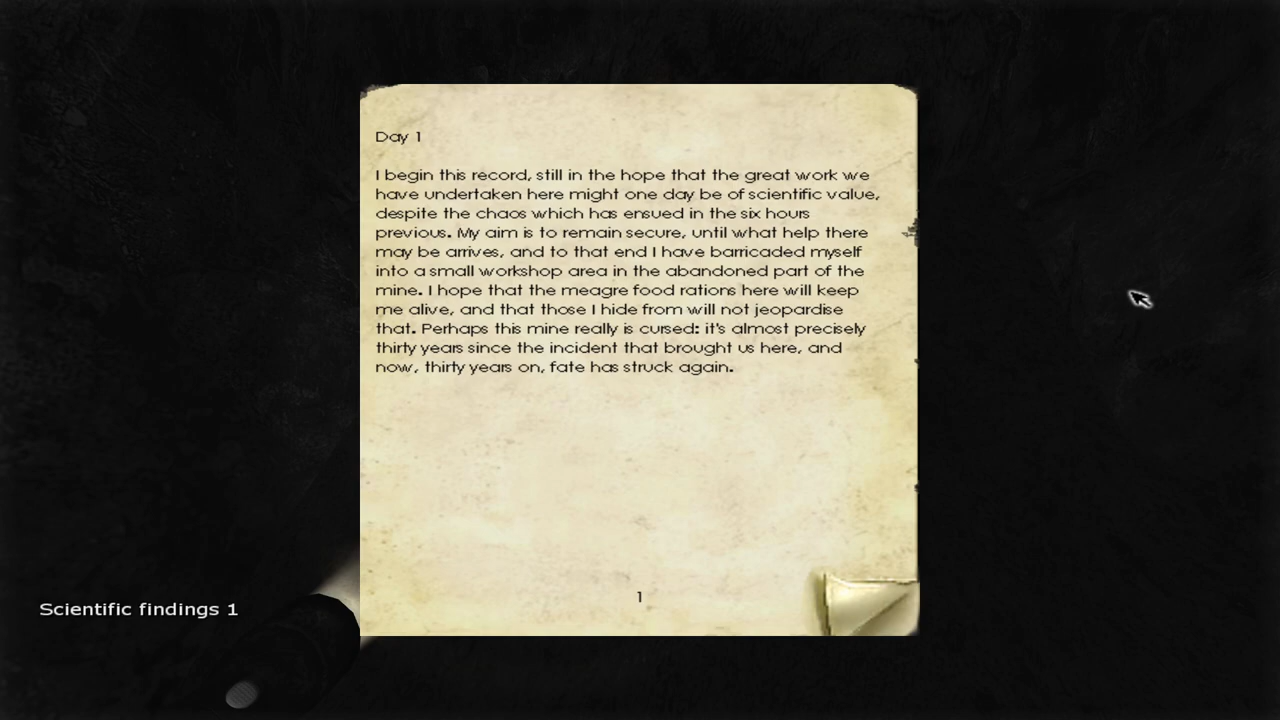 Day 1
I begin this record, still in the hope that the great work we
have undertaken here might one day be of scientific value,
despite the chaos which has ensued in the six hours
previous. My aim is to remain secure, until what help there
may be arrives, and to that end I have barricaded myself
into a small workshop area in the abandoned part of the
mine. I hope that the meagre food rations here will keep
me alive, and that those I hide from will not jeopardise
that. Perhaps this mine really is cursed: it's almost precisely
thirty years since the incident that brought us here, and
now, thirty years on, fate has struck again.
1
Scientific findings 1